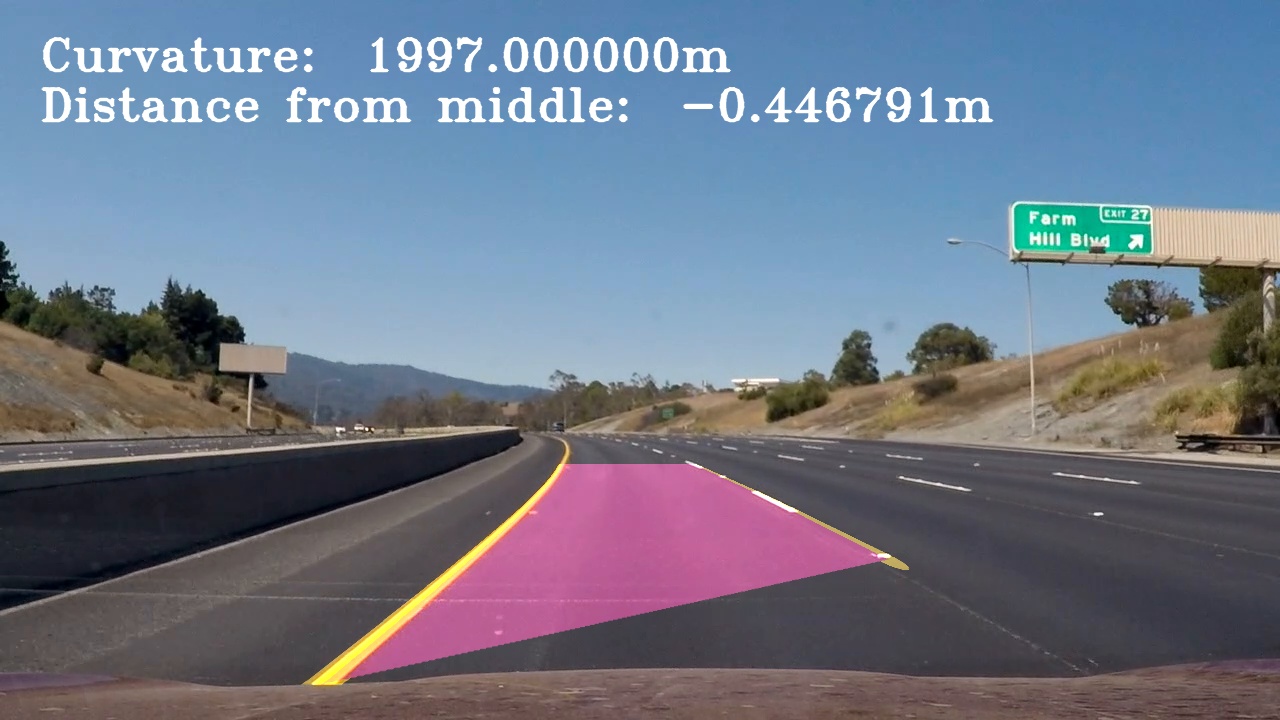 Curvature: 1997.000000m
Distance from middle: -0.446791m
EXIT 27
Farm
Hill Blvd